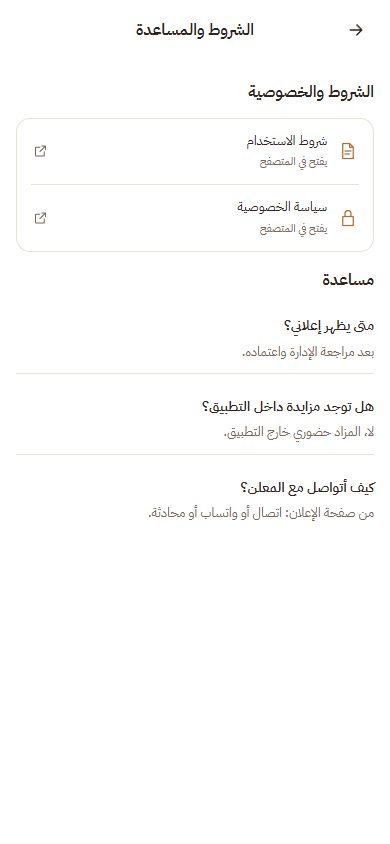 الشروط والمساعدة
الشروط والخصوصية
شروط الاستخدام
يفتح في المتصفح
سياسة الخصوصية
يفتح في المتصفح
مساعدة
متى يظهر إعلاني؟
بعد مراجعة الإدارة واعتماده.
هل توجد مزايدة داخل التطبيق؟
لا، المزاد حضوري خارج التطبيق.
كيف أتواصل مع المعلن؟
من صفحة الإعلان: اتصال أو واتساب أو محادثة.